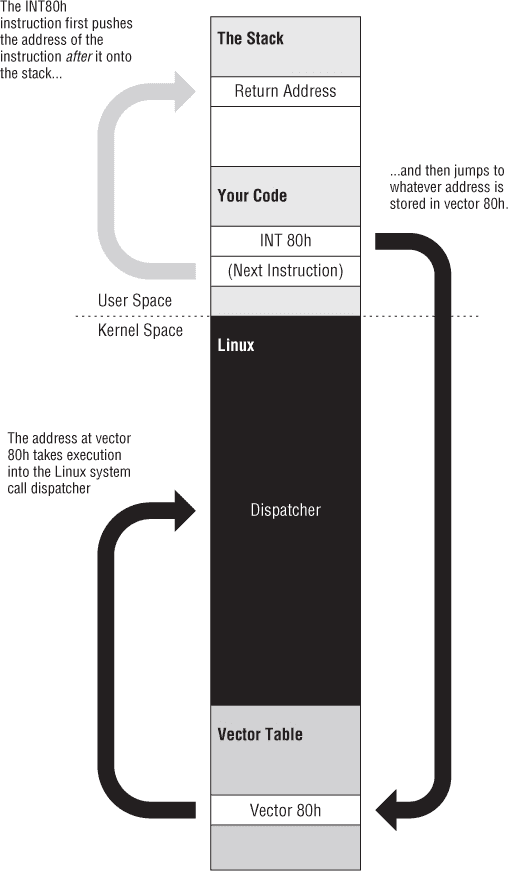 The INT80h
instruction first pushes
the address of the
instruction after it onto
the stack...
The Stack
Return Address
...and then jumps to
whatever address is
stored in vector 80h.
Your Code
INT 80h
(Next Instruction)
User Space
Kernel Space
Linux
The address at vector
80h takes execution
into the Linux system
call dispatcher
Dispatcher
Vector Table
Vector 80h